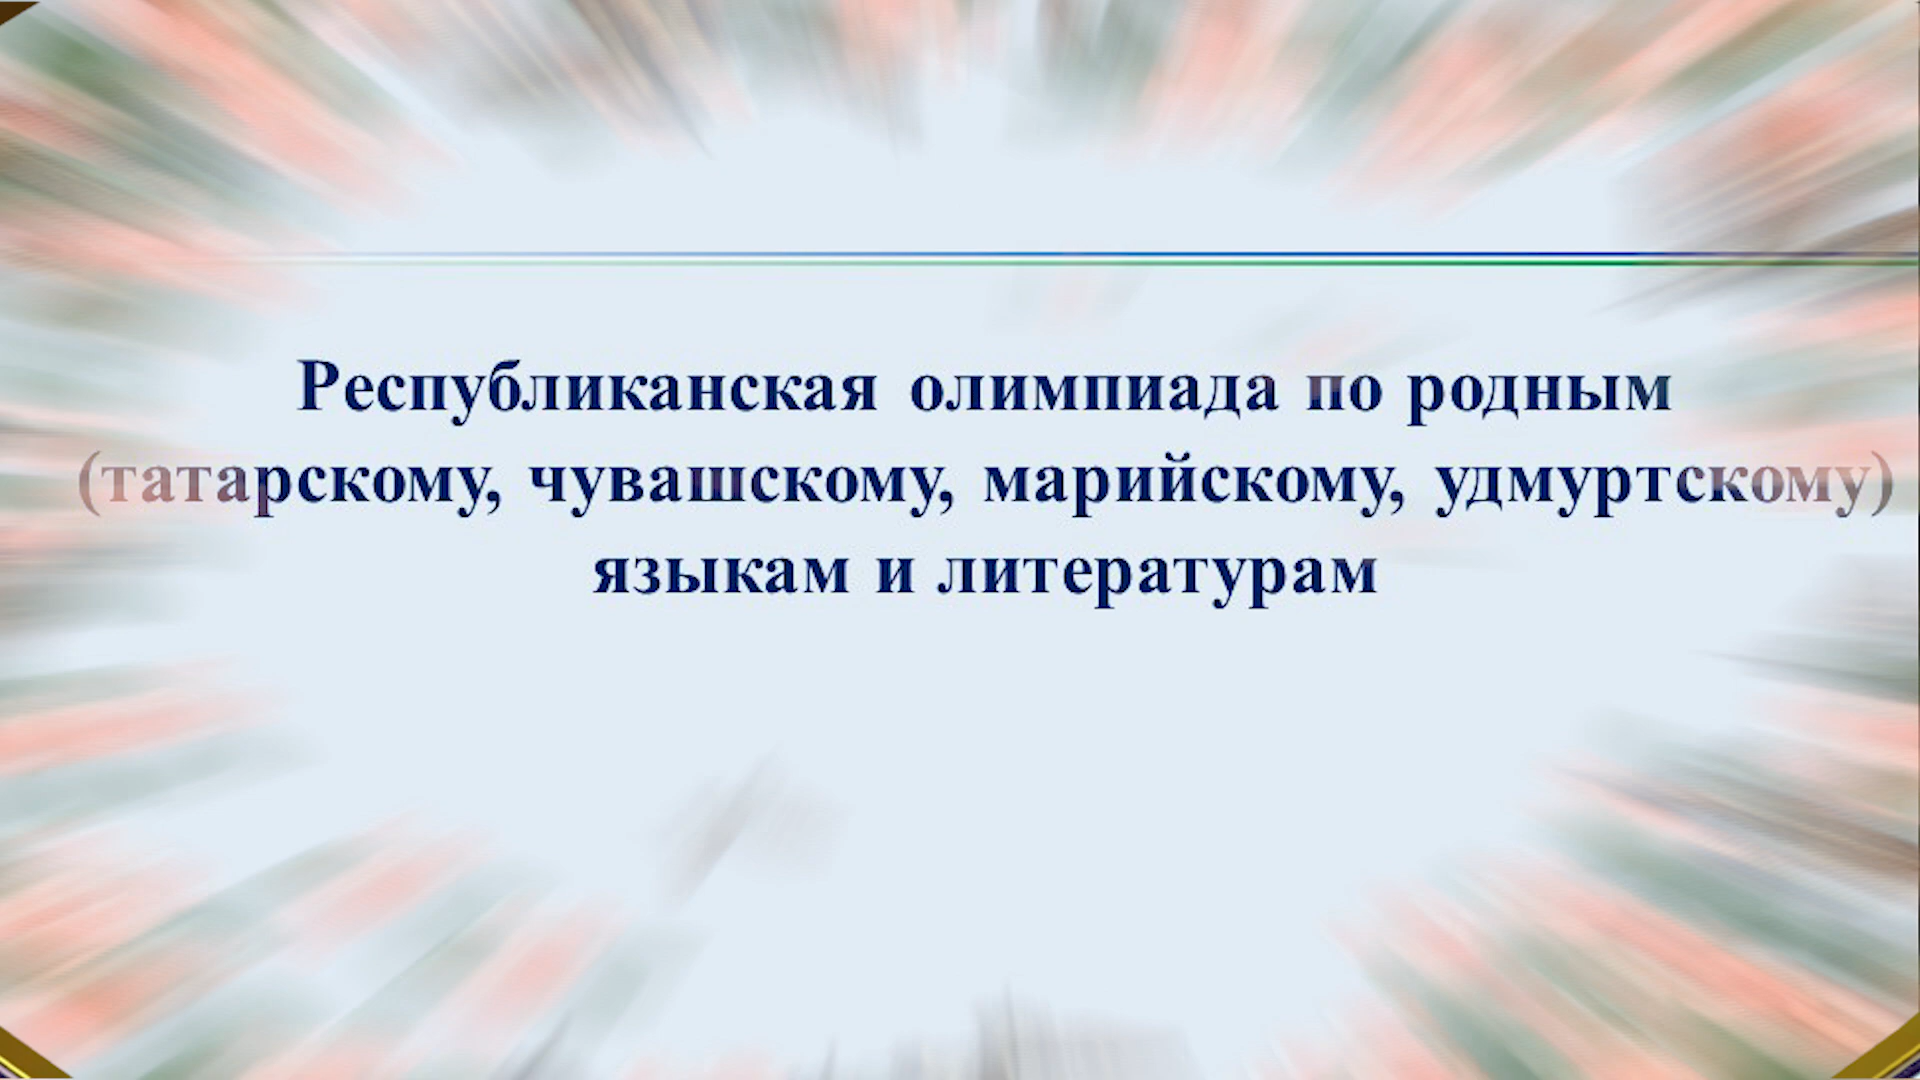 Республиканская олимпиада по родным
(татарскому, чувашскому, марийскому, удмуртскому)
языкам и литературам